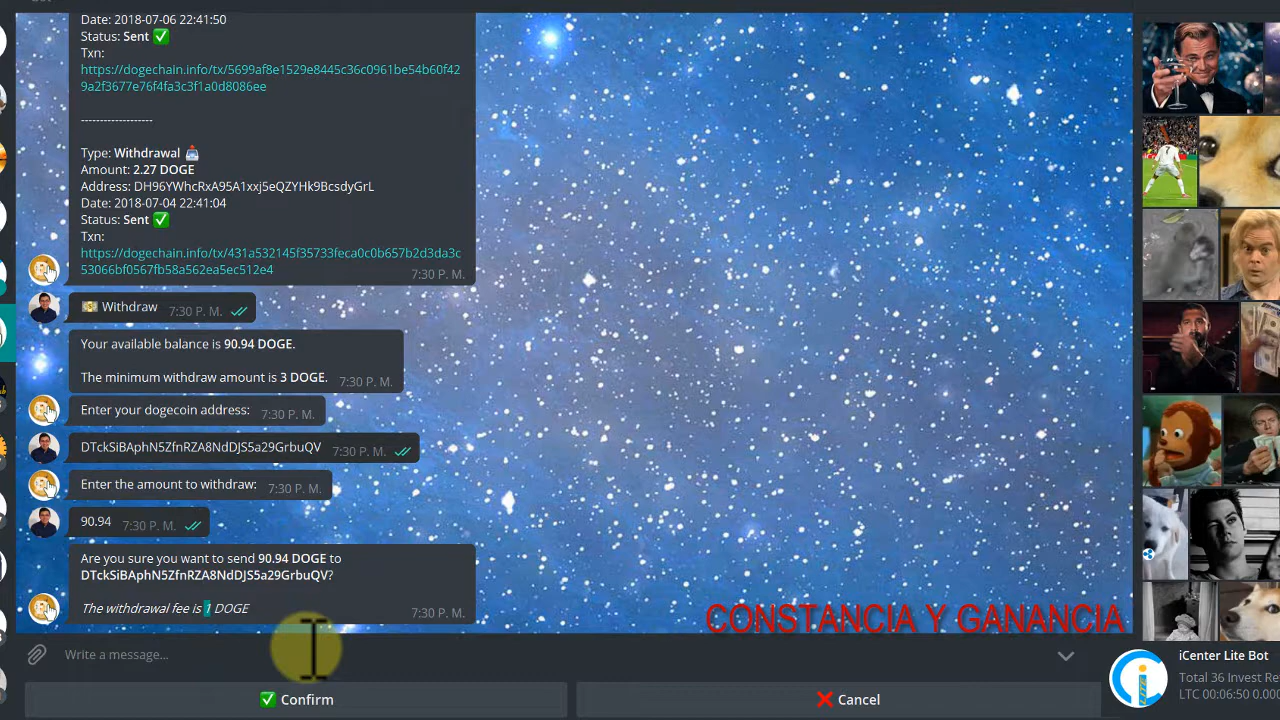 Date: 2018-07-06 22:41:50
Status: Sent ✅
Txn:
https://dogechain.info/tx/5699af8e1529e8445c36c0961be54b60f42
9a2f3677e76f4fa3c3f1a0d8086ee
-------------------
Type: Withdrawal 📤
Amount: 2.27 DOGE
Address: DH96YWhcRxA95A1xxj5eQZYHk9BcsdyGrL
Date: 2018-07-04 22:41:04
Status: Sent ✅
Txn:
https://dogechain.info/tx/431a532145f35733feca0c0b657b2d3da3c
53066bf0567fb58a562ea5ec512e4
7:30 P. M.
💴 Withdraw 7:30 P. M.
Your available balance is 90.94 DOGE.
The minimum withdraw amount is 3 DOGE. 7:30 P. M.
Enter your dogecoin address: 7:30 P. M.
DTckSiBAphN5ZfnRZA8NdDJS5a29GrbuQV 7:30 P. M.
Enter the amount to withdraw: 7:30 P. M.
90.94 7:30 P. M.
Are you sure you want to send 90.94 DOGE to
DTckSiBAphN5ZfnRZA8NdDJS5a29GrbuQV?
The withdrawal fee is 1 DOGE 7:30 P. M.
CONSTANCIA Y GANANCIA
Write a message...
✅ Confirm
❌ Cancel
iCenter Lite Bot
Total 36 Invest Re
LTC 00:06:50 0.000